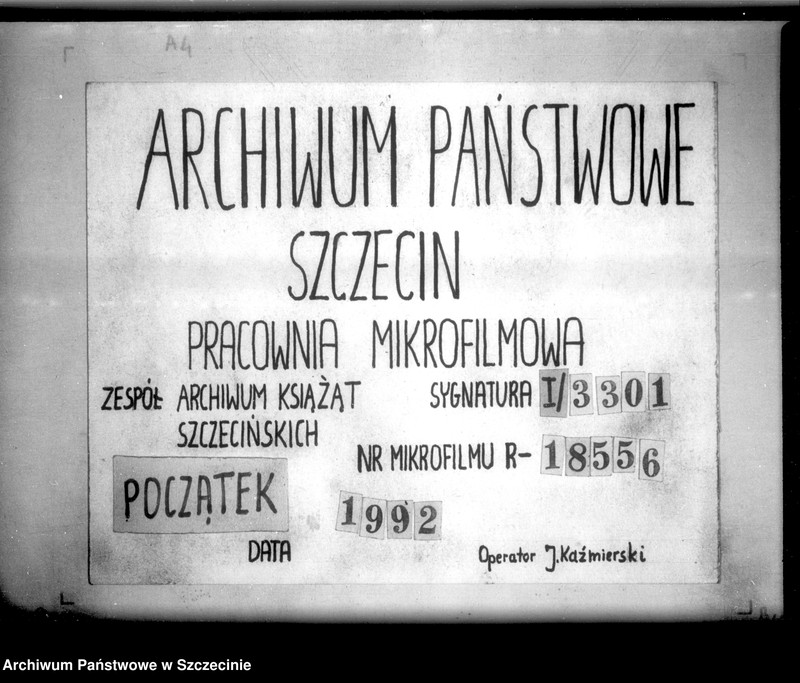 A4
ARCHIWUM PAŃSTWOWE
SZCZECIN
PRACOWNIA MIKROFILMOWA
ZESPÓŁ ARCHIWUM KSIĄŻĄT SYGNATURA I/3301
SZCZECIŃSKICH
NR MIKROFILMU R- 18556
POCZĄTEK
1992
DATA Operator J.Kaźmierski
Archiwum Państwowe w Szczecinie